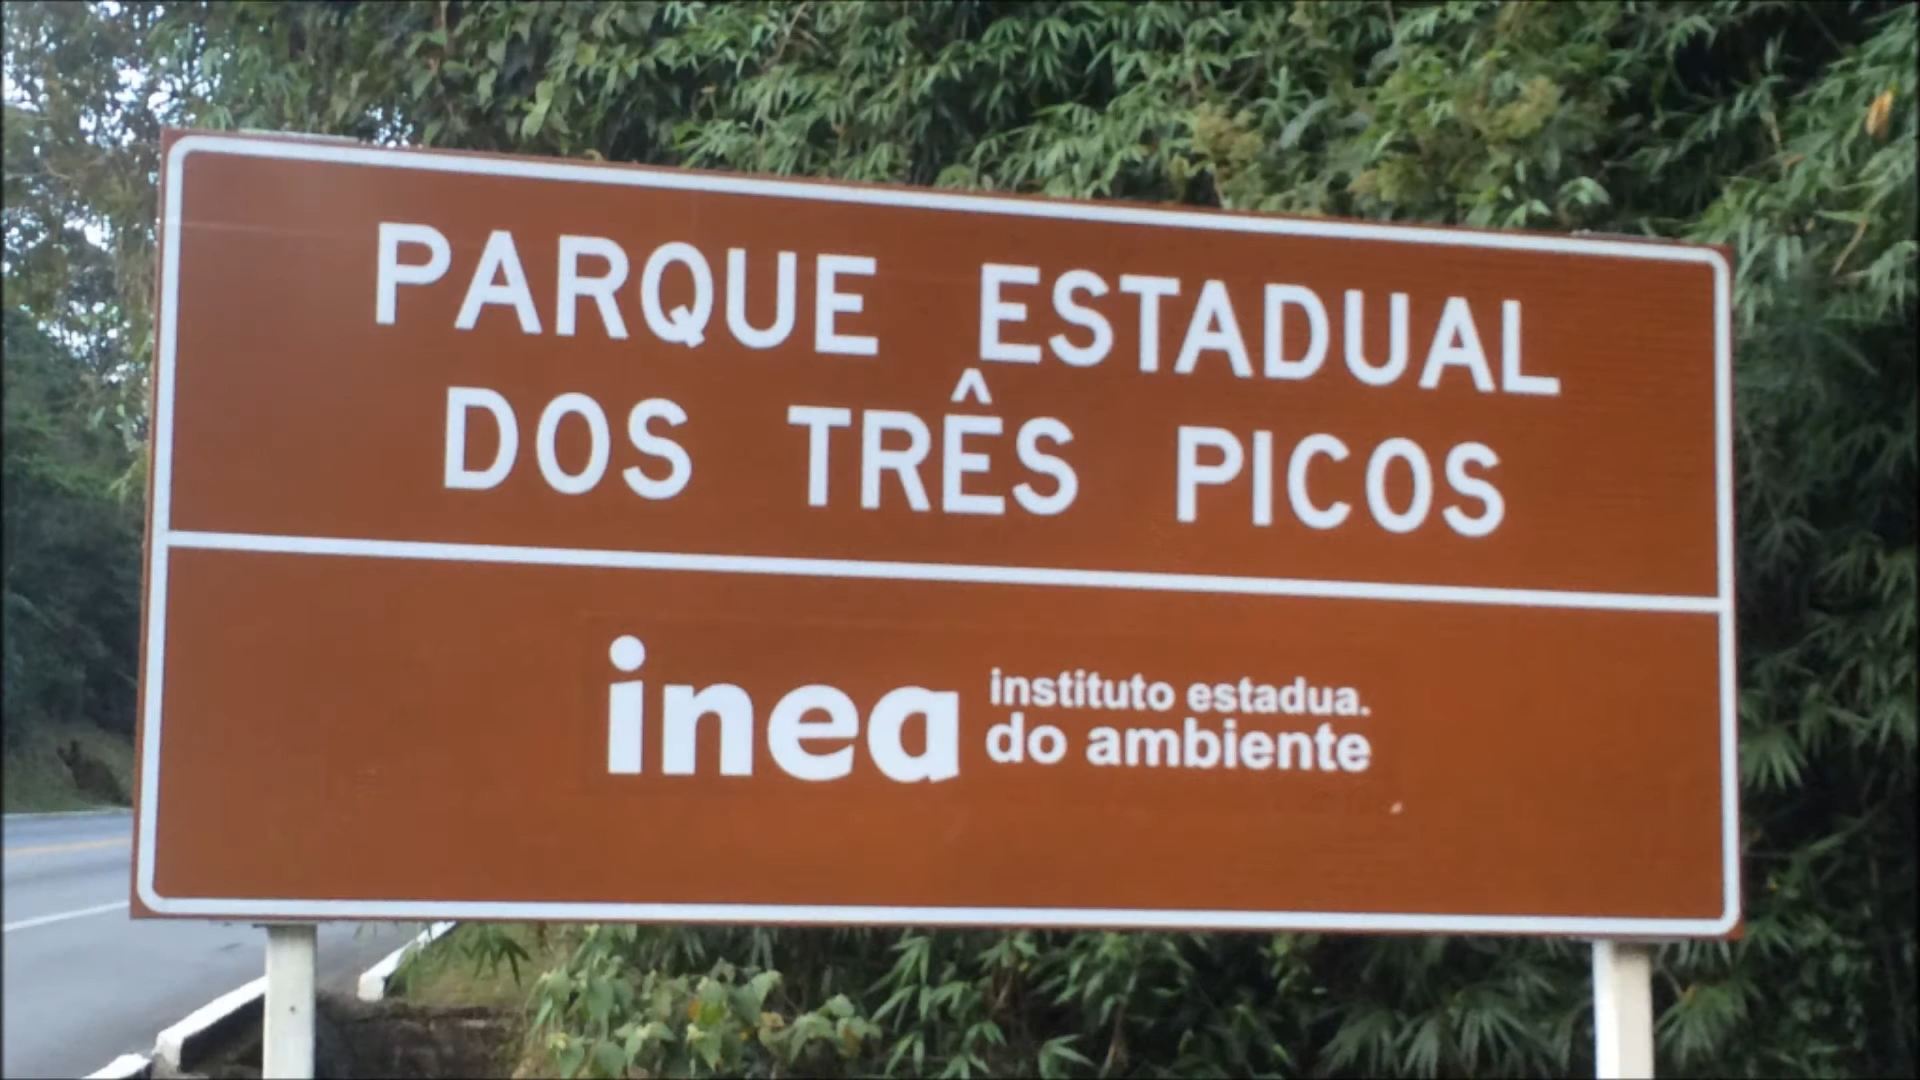 PARQUE ESTADUAL
DOS TRÊS PICOS
inea
instituto estadua.
do ambiente